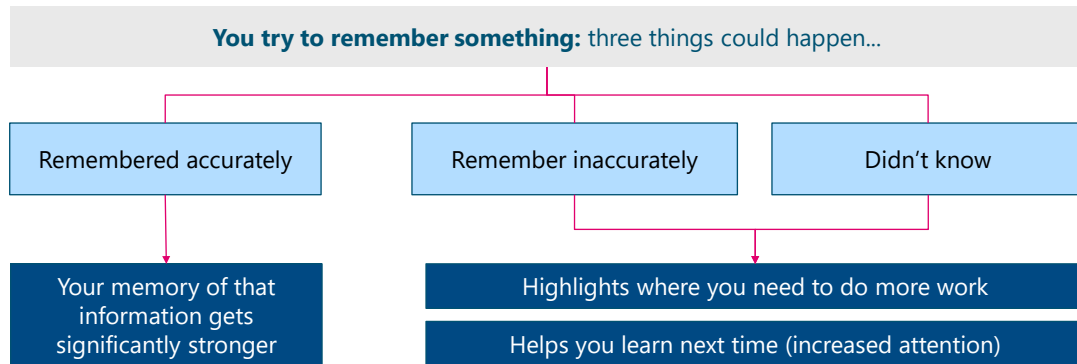 You try to remember something: three things could happen...
Remembered accurately
Remember inaccurately
Didn't know
Your memory of that
information gets
significantly stronger
Highlights where you need to do more work
Helps you learn next time (increased attention)